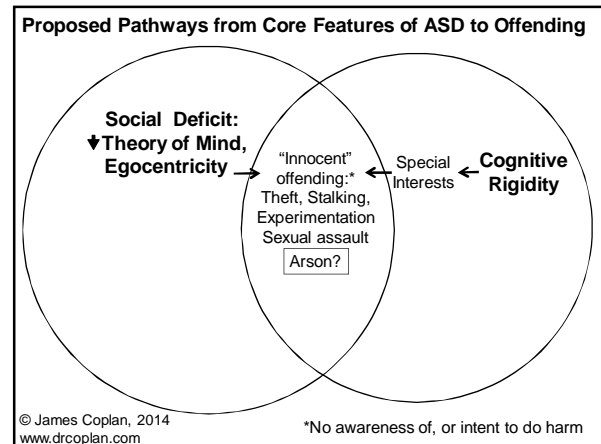 Proposed Pathways from Core Features of ASD to Offending
Social Deficit:
Theory of Mind,
Egocentricity
"Innocent"
offending:*
Theft, Stalking,
Experimentation
Sexual assault
Arson?
Special
Interests
Cognitive
Rigidity
© James Coplan, 2014
www.drcoplan.com
*No awareness of, or intent to do harm